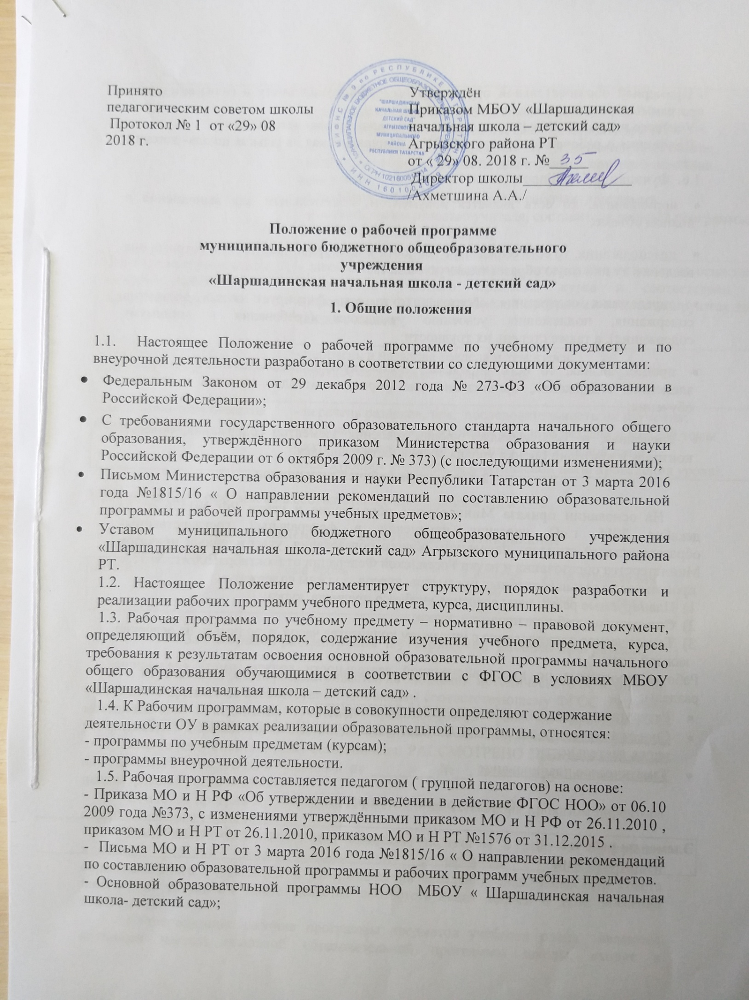 Принято
педагогическим советом школы
Протокол № 1 от «29» 08
2018 г.
Утверждён
Приказом МБОУ «Шаршадинская
начальная школа – детский сад»
Агрызского района РТ
от « 29» 08. 2018 г. № 35
Директор школы
/Ахметшина А.А./
"ШАРШАДИНСКАЯ
НАЧАЛЬНАЯ ШКОЛА
ДЕТСКИЙ САД"
АГРЫЗСКОГО
МУНИЦИПАЛЬНОГО
РАЙОНА
РЕСПУБЛИКИ ТАТАРСТАН
Положение о рабочей программе
муниципального бюджетного общеобразовательного
учреждения
«Шаршадинская начальная школа - детский сад»
1. Общие положения
1.1. Настоящее Положение о рабочей программе по учебному предмету и по
внеурочной деятельности разработано в соответствии со следующими документами:
• Федеральным Законом от 29 декабря 2012 года № 273-ФЗ «Об образовании в
Российской Федерации»;
• С требованиями государственного образовательного стандарта начального общего
образования, утверждённого приказом Министерства образования и науки
Российской Федерации от 6 октября 2009 г. № 373) (с последующими изменениями);
• Письмом Министерства образования и науки Республики Татарстан от 3 марта 2016
года №1815/16 « О направлении рекомендаций по составлению образовательной
программы и рабочей программы учебных предметов»;
• Уставом муниципального бюджетного общеобразовательного учреждения
«Шаршадинская начальная школа-детский сад» Агрызского муниципального района
РТ.
1.2. Настоящее Положение регламентирует структуру, порядок разработки и
реализации рабочих программ учебного предмета, курса, дисциплины.
1.3. Рабочая программа по учебному предмету – нормативно – правовой документ,
определяющий объём, порядок, содержание изучения учебного предмета, курса,
требования к результатам освоения основной образовательной программы начального
общего образования обучающимися в соответствии с ФГОС в условиях МБОУ
«Шаршадинская начальная школа – детский сад» .
1.4. К Рабочим программам, которые в совокупности определяют содержание
деятельности ОУ в рамках реализации образовательной программы, относятся:
- программы по учебным предметам (курсам);
- программы внеурочной деятельности.
1.5. Рабочая программа составляется педагогом ( группой педагогов) на основе:
- Приказа МО и Н РФ «Об утверждении и введении в действие ФГОС НОО» от 06.10
2009 года №373, с изменениями утверждёнными приказом МО и Н РФ от 26.11.2010 ,
приказом МО и Н РТ от 26.11.2010, приказом МО и Н РТ №1576 от 31.12.2015 .
- Письма МО и Н РТ от 3 марта 2016 года №1815/16 « О направлении рекомендаций
по составлению образовательной программы и рабочих программ учебных предметов.
- Основной образовательной программы НОО МБОУ « Шаршадинская начальная
школа- детский сад»;